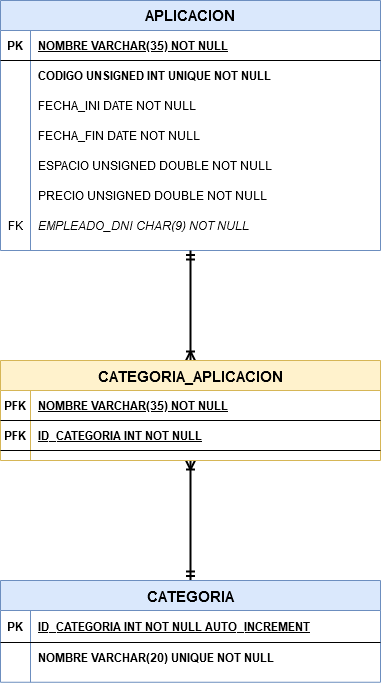 APLICACION
PK NOMBRE VARCHAR(35) NOT NULL
CODIGO UNSIGNED INT UNIQUE NOT NULL
FECHA_INI DATE NOT NULL
FECHA_FIN DATE NOT NULL
ESPACIO UNSIGNED DOUBLE NOT NULL
PRECIO UNSIGNED DOUBLE NOT NULL
FK EMPLEADO_DNI CHAR(9) NOT NULL
CATEGORIA_APLICACION
PFK NOMBRE VARCHAR(35) NOT NULL
PFK ID_CATEGORIA INT NOT NULL
CATEGORIA
PK ID_CATEGORIA INT NOT NULL AUTO_INCREMENT
NOMBRE VARCHAR(20) UNIQUE NOT NULL